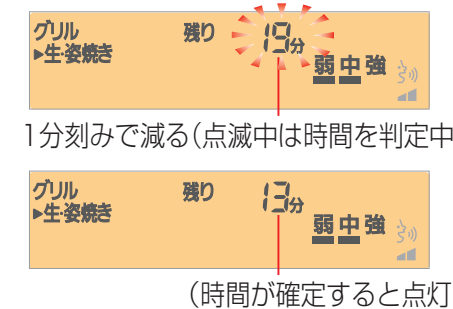 グリル 残り 19分
▸生・姿焼き
弱 中 強
1分刻みで減る(点滅中は時間を判定中
グリル 残り 13分
▸生・姿焼き
弱 中 強
(時間が確定すると点灯